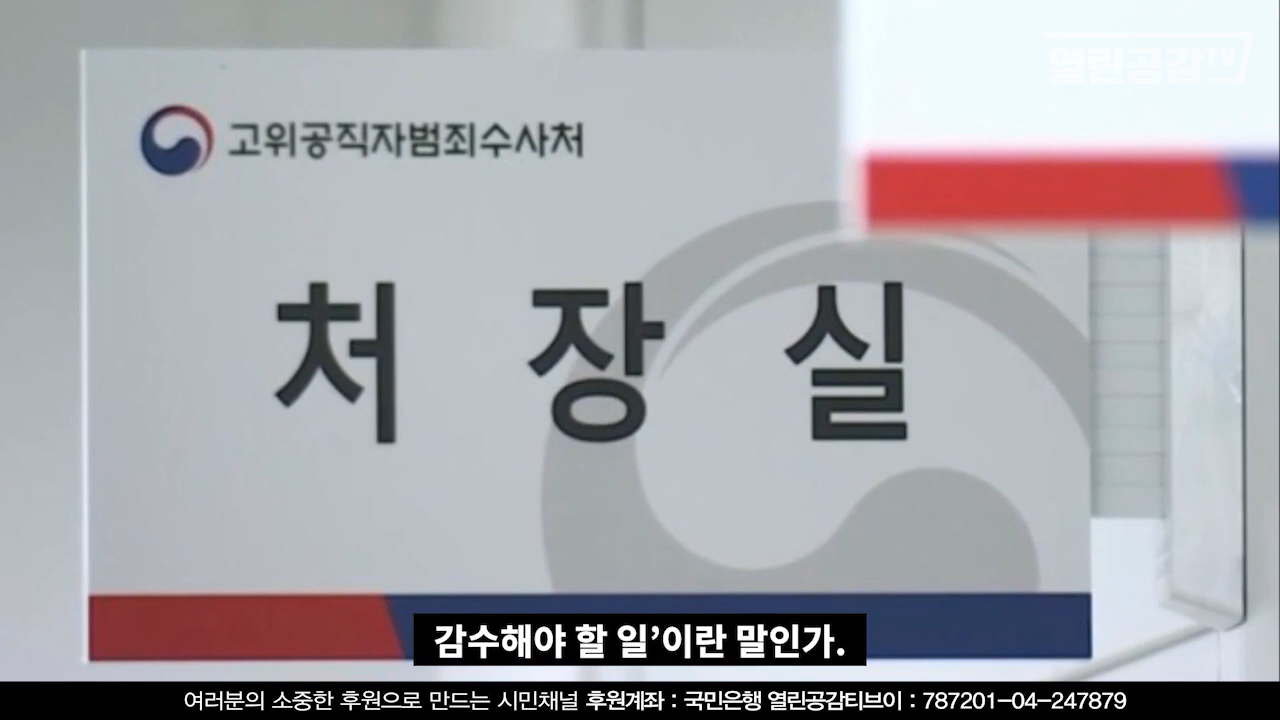 열린공감TV
고위공직자범죄수사처
처 장 실
감수해야 할 일’이란 말인가.
여러분의 소중한 후원으로 만드는 시민채널 후원계좌 : 국민은행 열린공감티브이 : 787201-04-247879